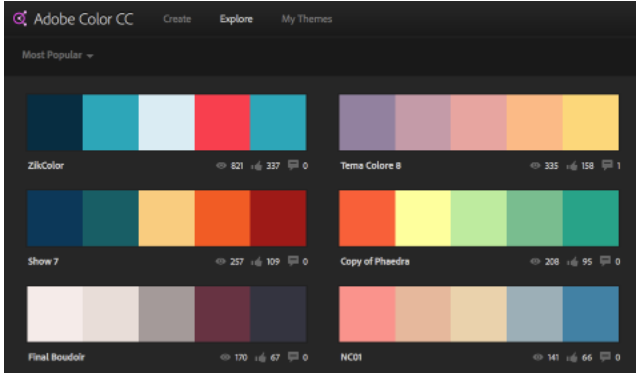 Adobe Color CC Create Explore My Themes
Most Popular
ZikColor 821 337 0
Tema Colore 8 335 158 1
Show 7 257 109 0
Copy of Phaedra 208 95 0
Final Boudoir 170 67 0
NC01 141 66 0